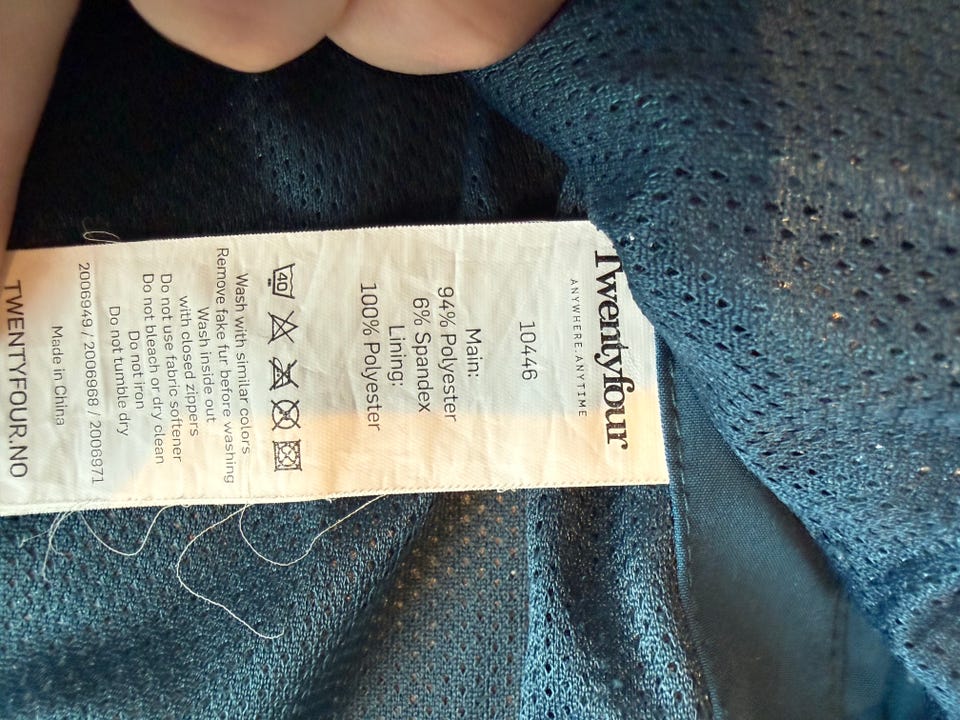 Twentyfour
ANYWHERE.ANYTIME
10446
Main:
94% Polyester
6% Spandex
Lining:
100% Polyester
40
Wash with similar colors
Remove fake fur before washing
Wash inside out
with closed zippers
Do not use fabric softener
Do not bleach or dry clean
Do not iron
Do not tumble dry
2006949 / 2006968 / 2006971
Made in China
TWENTYFOUR.NO